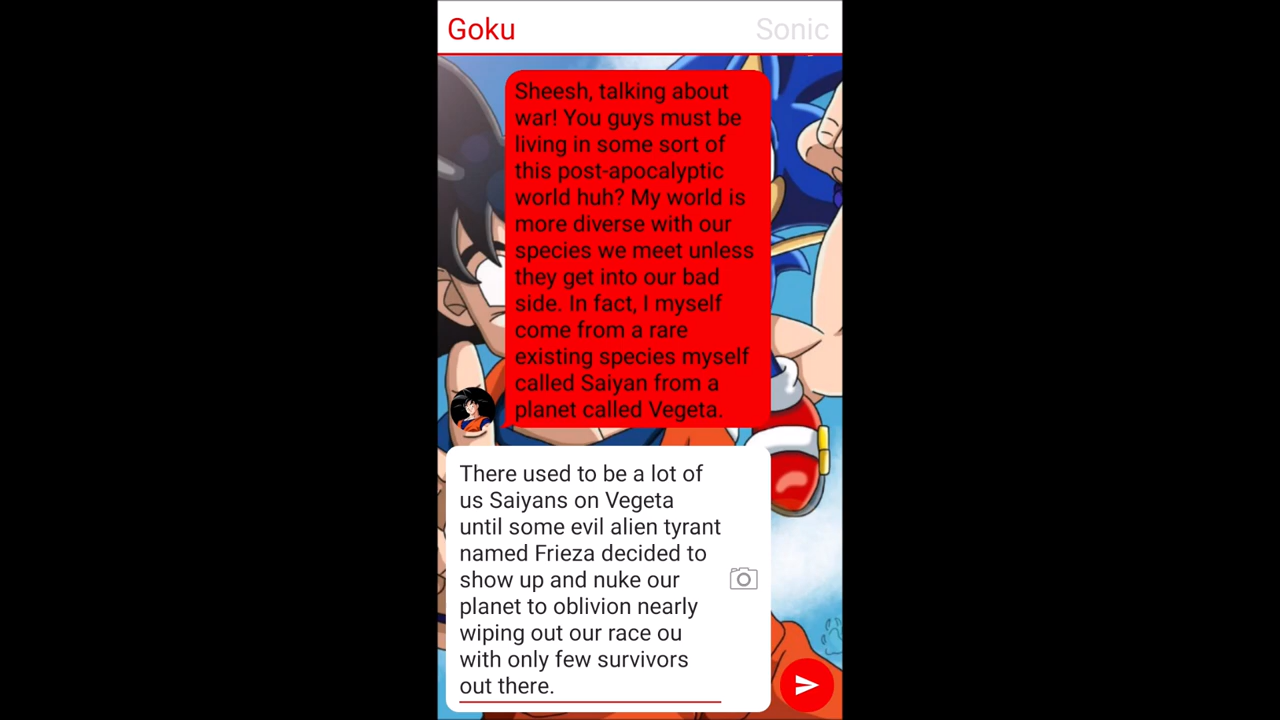 Goku
Sonic
Sheesh, talking about
war! You guys must be
living in some sort of
this post-apocalyptic
world huh? My world is
more diverse with our
species we meet unless
they get into our bad
side. In fact, I myself
come from a rare
existing species myself
called Saiyan from a
planet called Vegeta.
There used to be a lot of
us Saiyans on Vegeta
until some evil alien tyrant
named Frieza decided to
show up and nuke our
planet to oblivion nearly
wiping out our race ou
with only few survivors
out there.